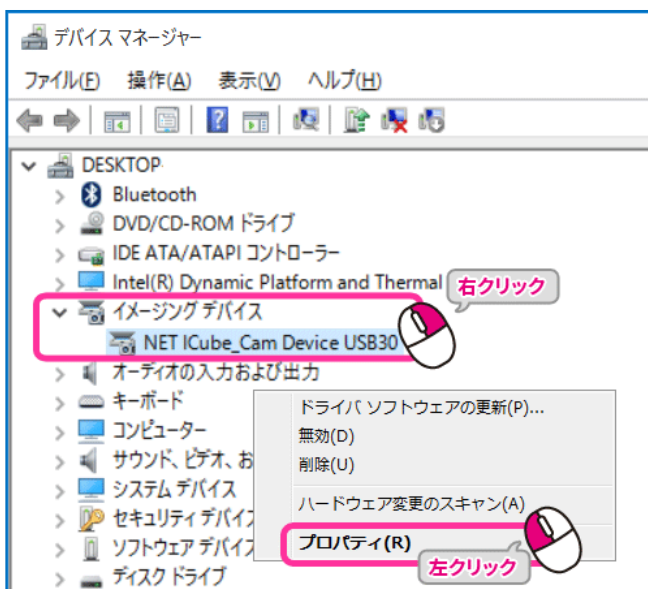 デバイス マネージャー
ファイル(F) 操作(A) 表示(V) ヘルプ(H)
DESKTOP
Bluetooth
DVD/CD-ROM ドライブ
IDE ATA/ATAPI コントローラー
Intel(R) Dynamic Platform and Thermal
右クリック
イメージング デバイス
NET ICube_Cam Device USB30
オーディオの入力および出力
キーボード
コンピューター
サウンド、ビデオ、お
システム デバイス
セキュリティ デバイス
ソフトウェア デバイス
ディスク ドライブ
ドライバ ソフトウェアの更新(P)...
無効(D)
削除(U)
ハードウェア変更のスキャン(A)
プロパティ(R)
左クリック